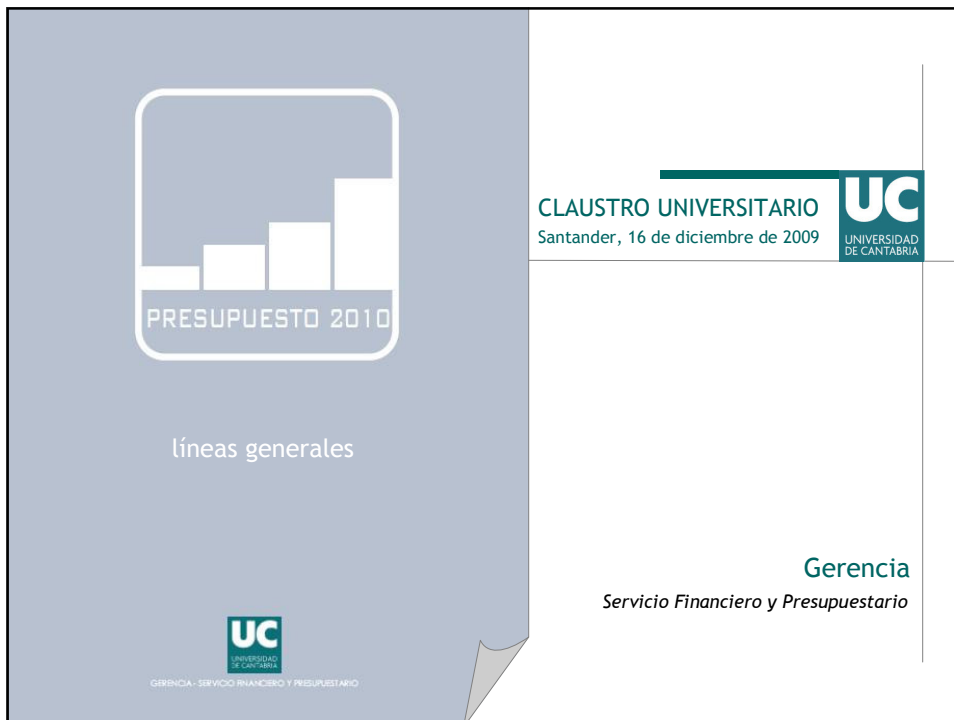 PRESUPUESTO 2010
líneas generales
UC
UNIVERSIDAD
DE CANTABRIA
GERENCIA - SERVICIO FINANCIERO Y PRESUPUESTARIO
CLAUSTRO UNIVERSITARIO
Santander, 16 de diciembre de 2009
UC
UNIVERSIDAD
DE CANTABRIA
Gerencia
Servicio Financiero y Presupuestario